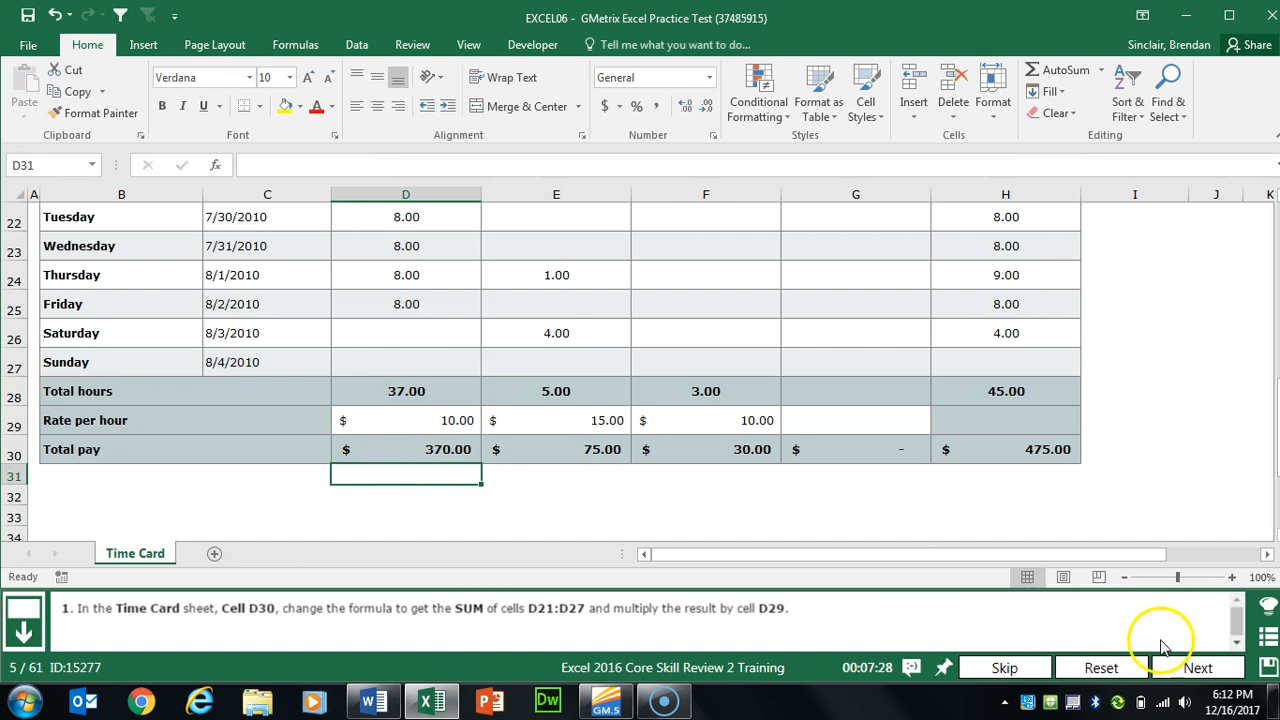 EXCEL06 - GMetrix Excel Practice Test (37485915)
File Home Insert Page Layout Formulas Data Review View Developer Tell me what you want to do... Sinclair, Brendan Share
Paste Cut Copy Format Painter Clipboard
Verdana 10 B I U A Font
Wrap Text Merge & Center Alignment
General $ % , Number
Conditional Formatting Format as Table Cell Styles Styles
Insert Delete Format Cells
AutoSum Fill Clear Sort & Filter Find & Select Editing
D31 fx
A B C D E F G H I J K
22 Tuesday 7/30/2010 8.00 8.00
23 Wednesday 7/31/2010 8.00 8.00
24 Thursday 8/1/2010 8.00 1.00 9.00
25 Friday 8/2/2010 8.00 8.00
26 Saturday 8/3/2010 4.00 4.00
27 Sunday 8/4/2010
28 Total hours 37.00 5.00 3.00 45.00
29 Rate per hour $ 10.00 $ 15.00 $ 10.00
30 Total pay $ 370.00 $ 75.00 $ 30.00 $ - $ 475.00
31
32
33
34
Time Card
Ready 100%
1. In the Time Card sheet, Cell D30, change the formula to get the SUM of cells D21:D27 and multiply the result by cell D29.
5 / 61 ID:15277 Excel 2016 Core Skill Review 2 Training 00:07:28 Skip Reset Next
Dw GM.5 6:12 PM
12/16/2017